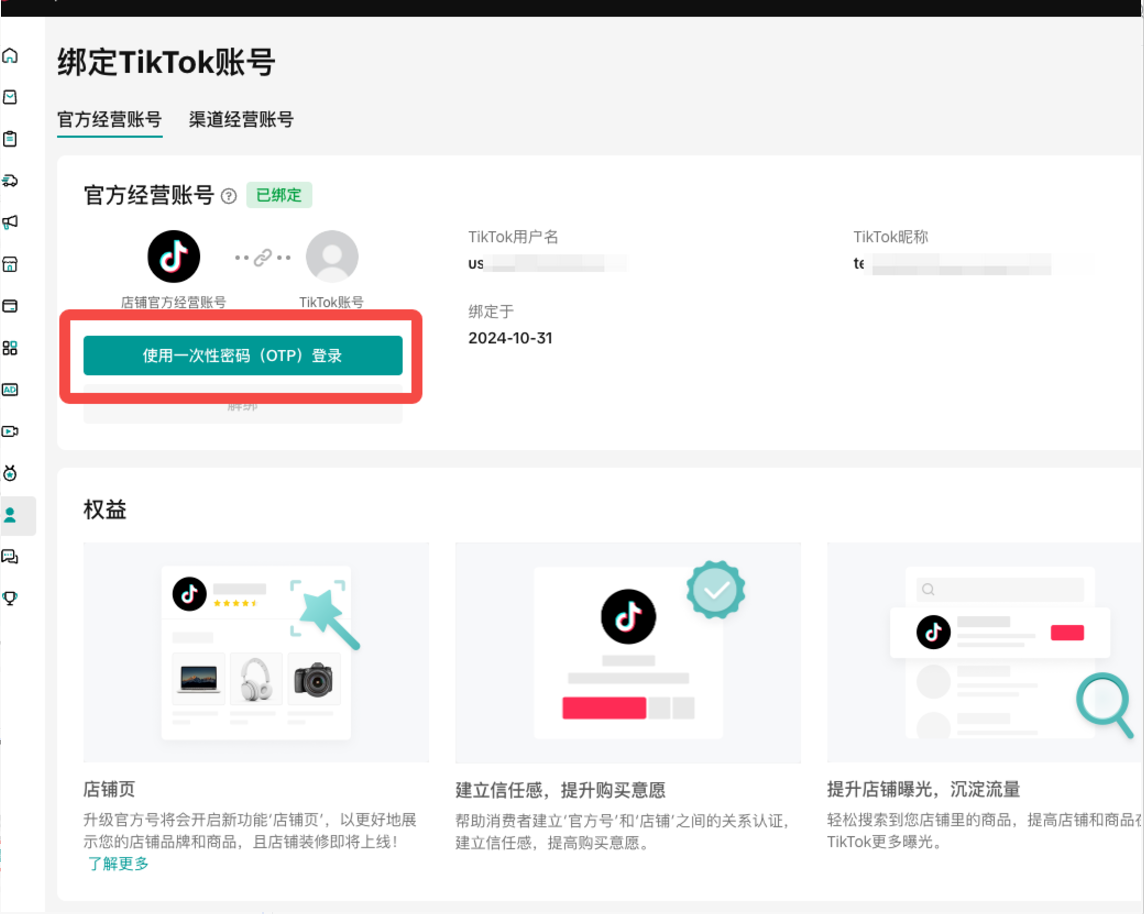 绑定TikTok账号
官方经营账号 渠道经营账号
官方经营账号 ? 已绑定
TikTok用户名
TikTok昵称
us
te
店铺官方经营账号 TikTok账号
绑定于
2024-10-31
使用一次性密码（OTP）登录
解绑
AD
权益
店铺页
升级官方号将会开启新功能‘店铺页’，以更好地展
示您的店铺品牌和商品，且店铺装修即将上线！
了解更多
建立信任感，提升购买意愿
帮助消费者建立‘官方号’和‘店铺’之间的关系认证，
建立信任感，提高购买意愿。
提升店铺曝光，沉淀流量
轻松搜索到您店铺里的商品，提高店铺和商品在
TikTok更多曝光。